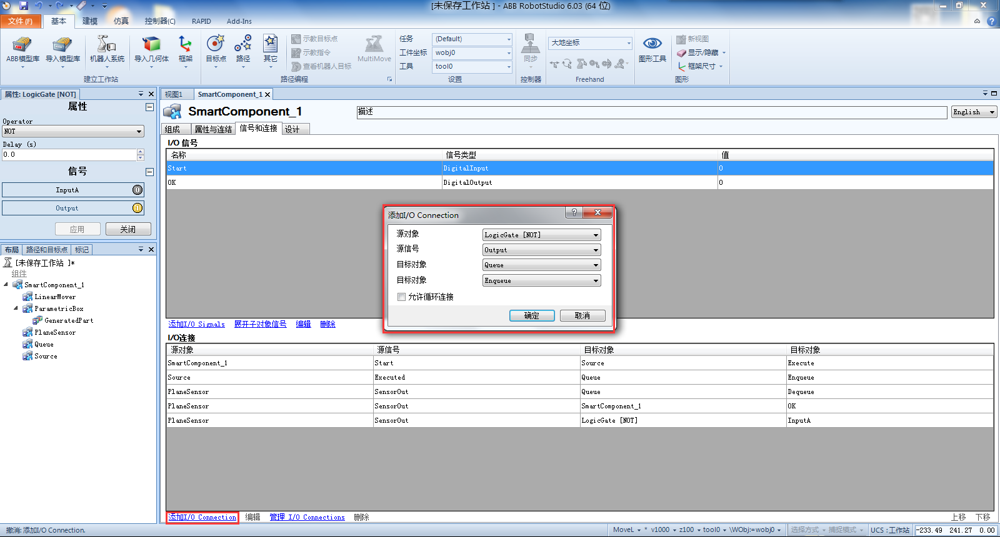 [未保存工作站 ] - ABB RobotStudio 6.03 (64 位)
文件(F) 基本 建模 仿真 控制器(C) RAPID Add-Ins
ABB模型库 导入模型库 机器人系统 导入几何体 框架
建立工作站
目标点 路径 其它
示教目标点
示教指令
查看机器人目标
MultiMove
路径编程
任务 (Default)
工件坐标 wobj0
工具 tool0
设置
同步
控制器
大地坐标
Freehand
图形工具
新视图
显示/隐藏
框架尺寸
图形
属性: LogicGate [NOT]
属性
Operator
NOT
Delay (s)
0.0
信号
InputA 0
Output 1
应用 关闭
布局 路径和目标点 标记
[未保存工作站 ]*
组件
SmartComponent_1
LinearMover
ParametricBox
GeneratedPart
PlaneSensor
Queue
Source
视图1 SmartComponent_1
SmartComponent_1 描述 English
组成 属性与连结 信号和连接 设计
I/O 信号
名称 信号类型 值
Start DigitalInput 0
OK DigitalOutput 0
添加I/O Connection
源对象 LogicGate [NOT]
源信号 Output
目标对象 Queue
目标对象 Enqueue
允许循环连接
确定 取消
添加I/O Signals 展开子对象信号 编辑 删除
I/O连接
源对象 源信号 目标对象 目标对象
SmartComponent_1 Start Source Execute
Source Executed Queue Enqueue
PlaneSensor SensorOut Queue Dequeue
PlaneSensor SensorOut SmartComponent_1 OK
PlaneSensor SensorOut LogicGate [NOT] InputA
添加I/O Connection 编辑 管理 I/O Connections 删除 上移 下移
撤消: 添加I/O Connection. MoveL * v1000 z100 tool0 \WObj:=wobj0 选择方式 捕捉模式 UCS : 工作站 -233.49 241.27 0.00